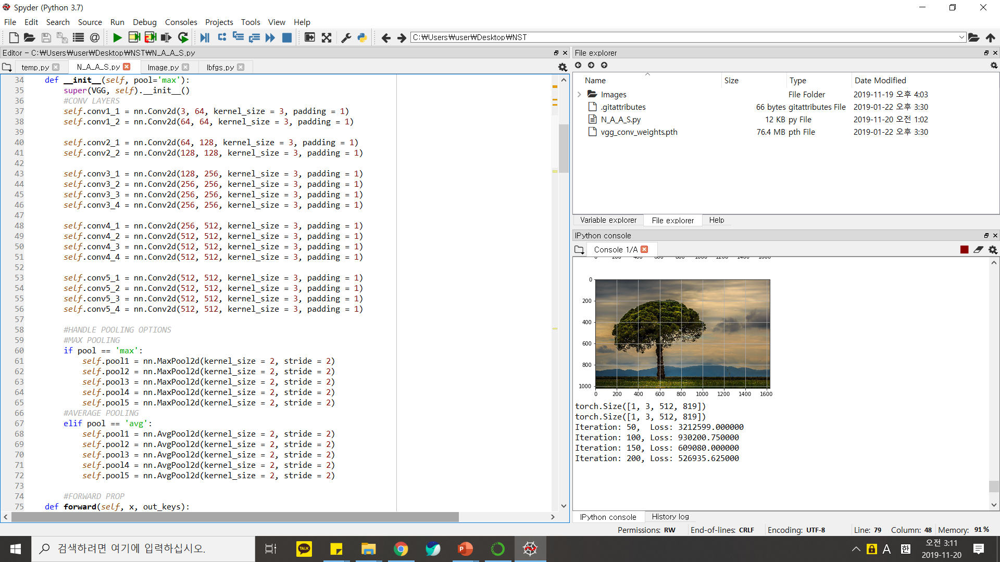 Spyder (Python 3.7)
File Edit Search Source Run Debug Consoles Projects Tools View Help
C:₩Users₩user₩Desktop₩NST
Editor - C:₩Users₩user₩Desktop₩NST₩N_A_A_S.py
temp.py N_A_A_S.py Image.py lbfgs.py
34 def __init__(self, pool='max'):
35 super(VGG, self).__init__()
36 #CONV LAYERS
37 self.conv1_1 = nn.Conv2d(3, 64, kernel_size = 3, padding = 1)
38 self.conv1_2 = nn.Conv2d(64, 64, kernel_size = 3, padding = 1)
39
40 self.conv2_1 = nn.Conv2d(64, 128, kernel_size = 3, padding = 1)
41 self.conv2_2 = nn.Conv2d(128, 128, kernel_size = 3, padding = 1)
42
43 self.conv3_1 = nn.Conv2d(128, 256, kernel_size = 3, padding = 1)
44 self.conv3_2 = nn.Conv2d(256, 256, kernel_size = 3, padding = 1)
45 self.conv3_3 = nn.Conv2d(256, 256, kernel_size = 3, padding = 1)
46 self.conv3_4 = nn.Conv2d(256, 256, kernel_size = 3, padding = 1)
47
48 self.conv4_1 = nn.Conv2d(256, 512, kernel_size = 3, padding = 1)
49 self.conv4_2 = nn.Conv2d(512, 512, kernel_size = 3, padding = 1)
50 self.conv4_3 = nn.Conv2d(512, 512, kernel_size = 3, padding = 1)
51 self.conv4_4 = nn.Conv2d(512, 512, kernel_size = 3, padding = 1)
52
53 self.conv5_1 = nn.Conv2d(512, 512, kernel_size = 3, padding = 1)
54 self.conv5_2 = nn.Conv2d(512, 512, kernel_size = 3, padding = 1)
55 self.conv5_3 = nn.Conv2d(512, 512, kernel_size = 3, padding = 1)
56 self.conv5_4 = nn.Conv2d(512, 512, kernel_size = 3, padding = 1)
57
58 #HANDLE POOLING OPTIONS
59 #MAX POOLING
60 if pool == 'max':
61 self.pool1 = nn.MaxPool2d(kernel_size = 2, stride = 2)
62 self.pool2 = nn.MaxPool2d(kernel_size = 2, stride = 2)
63 self.pool3 = nn.MaxPool2d(kernel_size = 2, stride = 2)
64 self.pool4 = nn.MaxPool2d(kernel_size = 2, stride = 2)
65 self.pool5 = nn.MaxPool2d(kernel_size = 2, stride = 2)
66 #AVERAGE POOLING
67 elif pool == 'avg':
68 self.pool1 = nn.AvgPool2d(kernel_size = 2, stride = 2)
69 self.pool2 = nn.AvgPool2d(kernel_size = 2, stride = 2)
70 self.pool3 = nn.AvgPool2d(kernel_size = 2, stride = 2)
71 self.pool4 = nn.AvgPool2d(kernel_size = 2, stride = 2)
72 self.pool5 = nn.AvgPool2d(kernel_size = 2, stride = 2)
73
74 #FORWARD PROP
75 def forward(self, x, out_keys):
File explorer
Name Size Type Date Modified
Images File Folder 2019-11-19 오후 4:03
.gitattributes 66 bytes gitattributes File 2019-01-22 오후 3:30
N_A_A_S.py 12 KB py File 2019-11-20 오전 1:02
vgg_conv_weights.pth 76.4 MB pth File 2019-01-22 오후 3:30
Variable explorer File explorer Help
IPython console
Console 1/A
0 200 400 600 800 1000 1200 1400 1600
0
200
400
600
800
1000
0 200 400 600 800 1000 1200 1400 1600
torch.Size([1, 3, 512, 819])
torch.Size([1, 3, 512, 819])
Iteration: 50, Loss: 3212599.000000
Iteration: 100, Loss: 930200.750000
Iteration: 150, Loss: 609080.000000
Iteration: 200, Loss: 526935.625000
IPython console History log
Permissions: RW End-of-lines: CRLF Encoding: UTF-8 Line: 79 Column: 48 Memory: 91 %
검색하려면 여기에 입력하십시오.
TALK
P
A 한
오전 3:11
2019-11-20